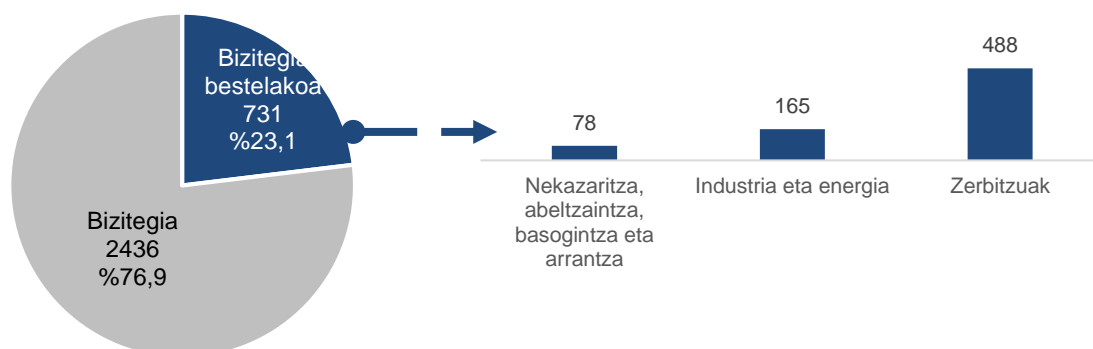 Bizitegia
bestelakoa
731
%23,1
Bizitegia
2436
%76,9
78
165
488
Nekazaritza,
abeltzaintza,
basogintza eta
arrantza
Industria eta energia
Zerbitzuak